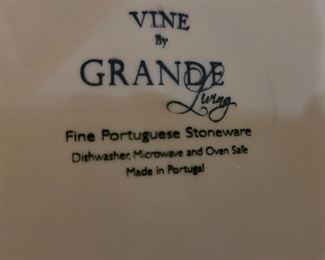 VINE
By
GRANDE
Living
Fine Portuguese Stoneware
Dishwasher, Microwave and Oven Safe
Made in Portugal